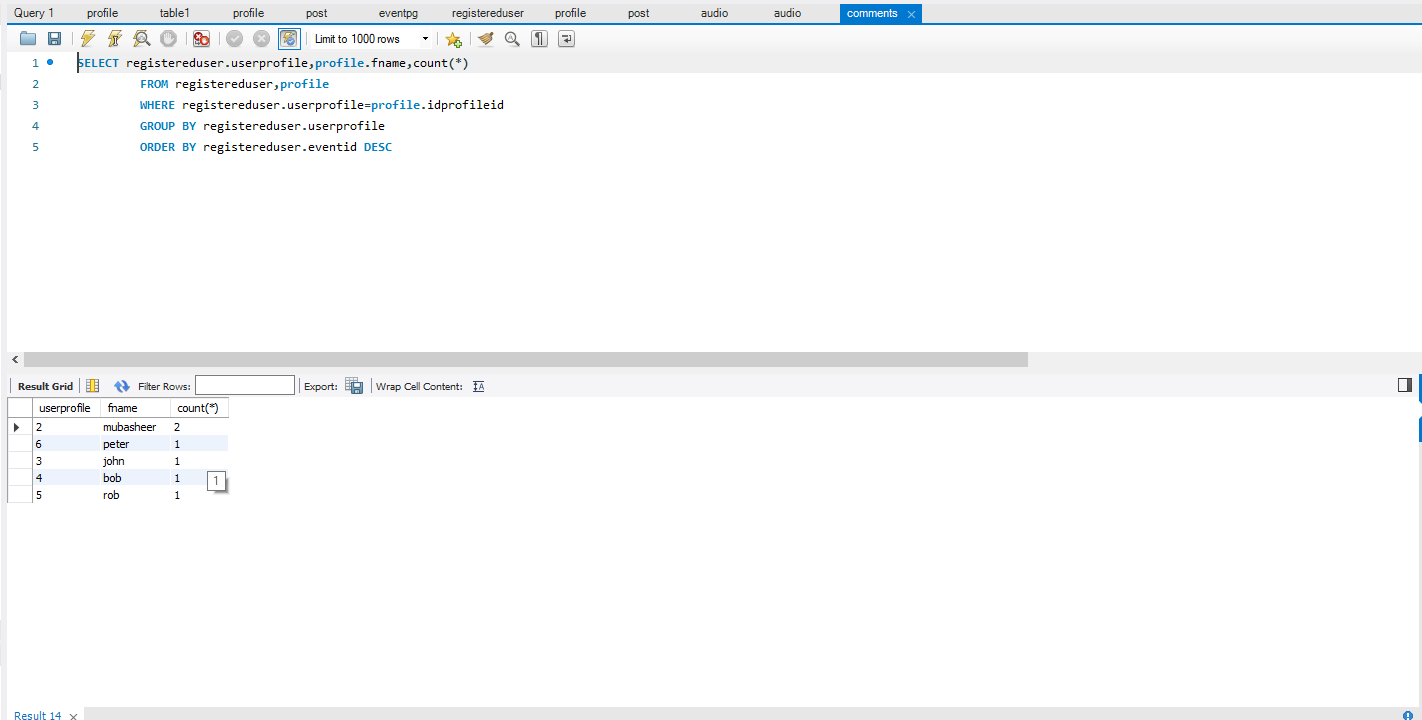 Query 1 profile table1 profile post eventpg registereduser profile post audio audio comments
Limit to 1000 rows
1 SELECT registereduser.userprofile,profile.fname,count(*)
2 FROM registereduser,profile
3 WHERE registereduser.userprofile=profile.idprofileid
4 GROUP BY registereduser.userprofile
5 ORDER BY registereduser.eventid DESC
Result Grid Filter Rows: Export: Wrap Cell Content:
userprofile fname count(*)
2 mubasheer 2
6 peter 1
3 john 1
4 bob 1
1
5 rob 1
Result 14